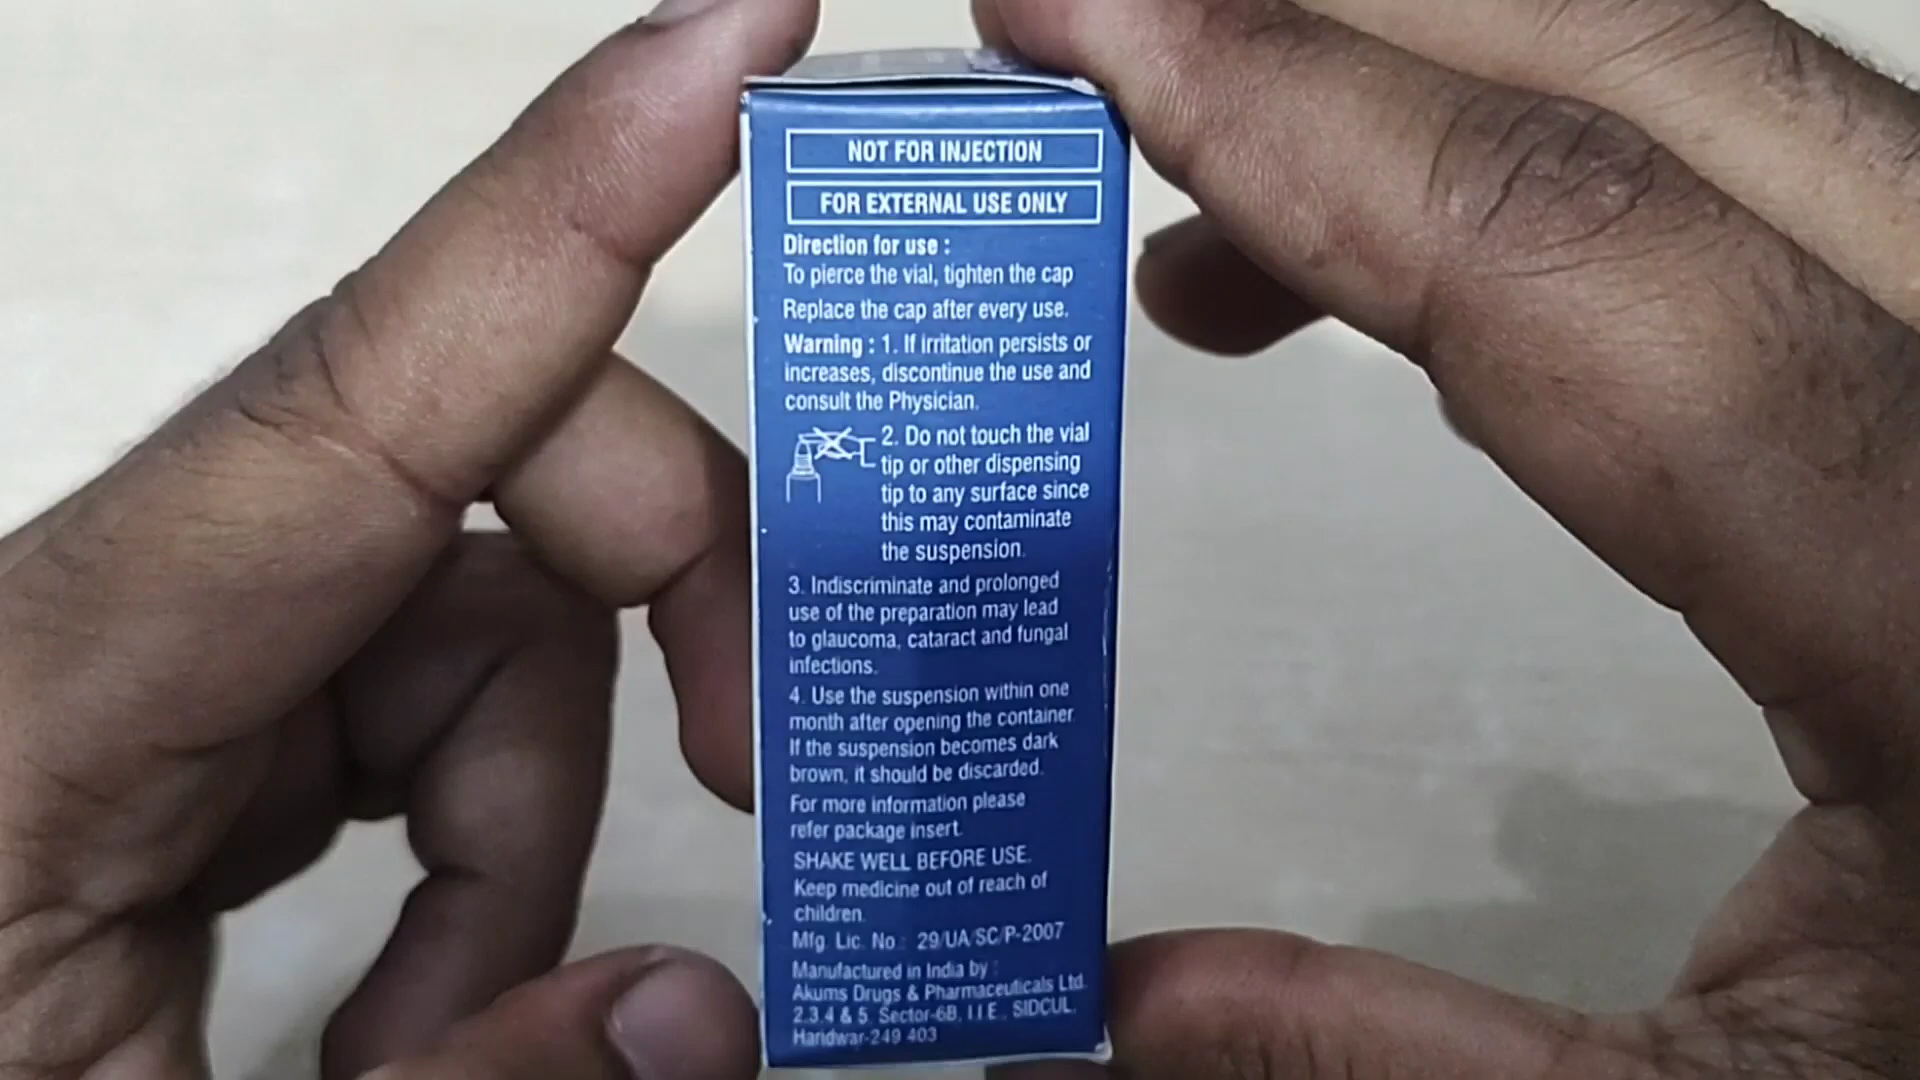 NOT FOR INJECTION
FOR EXTERNAL USE ONLY
Direction for use :
To pierce the vial, tighten the cap
Replace the cap after every use.
Warning : 1. If irritation persists or
increases, discontinue the use and
consult the Physician.
2. Do not touch the vial
tip or other dispensing
tip to any surface since
this may contaminate
the suspension.
3. Indiscriminate and prolonged
use of the preparation may lead
to glaucoma, cataract and fungal
infections.
4. Use the suspension within one
month after opening the container.
If the suspension becomes dark
brown, it should be discarded.
For more information please
refer package insert.
SHAKE WELL BEFORE USE.
Keep medicine out of reach of
children.
Mfg. Lic. No.: 29/UA/SC/P-2007
Manufactured in India by :
Akums Drugs & Pharmaceuticals Ltd.
2,3,4 & 5, Sector-6B, I.I.E., SIDCUL,
Haridwar-249 403